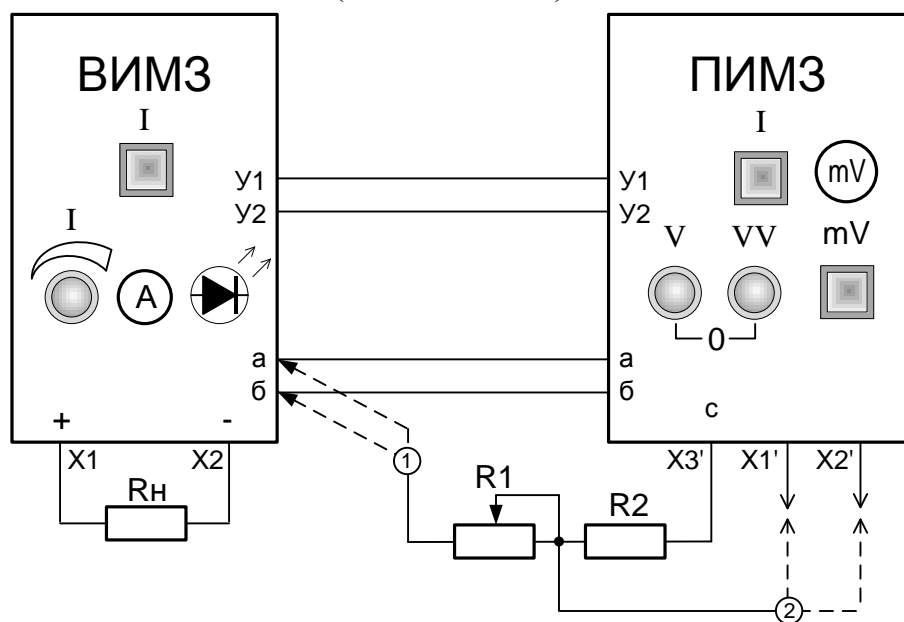 ВИМЗ
I
У1
У2
I
A
а
б
+ -
X1 X2
Rн
ПИМЗ
I
mV
У1
У2
V VV mV
0
а
б
с
X3' X1' X2'
1
R1
R2
2